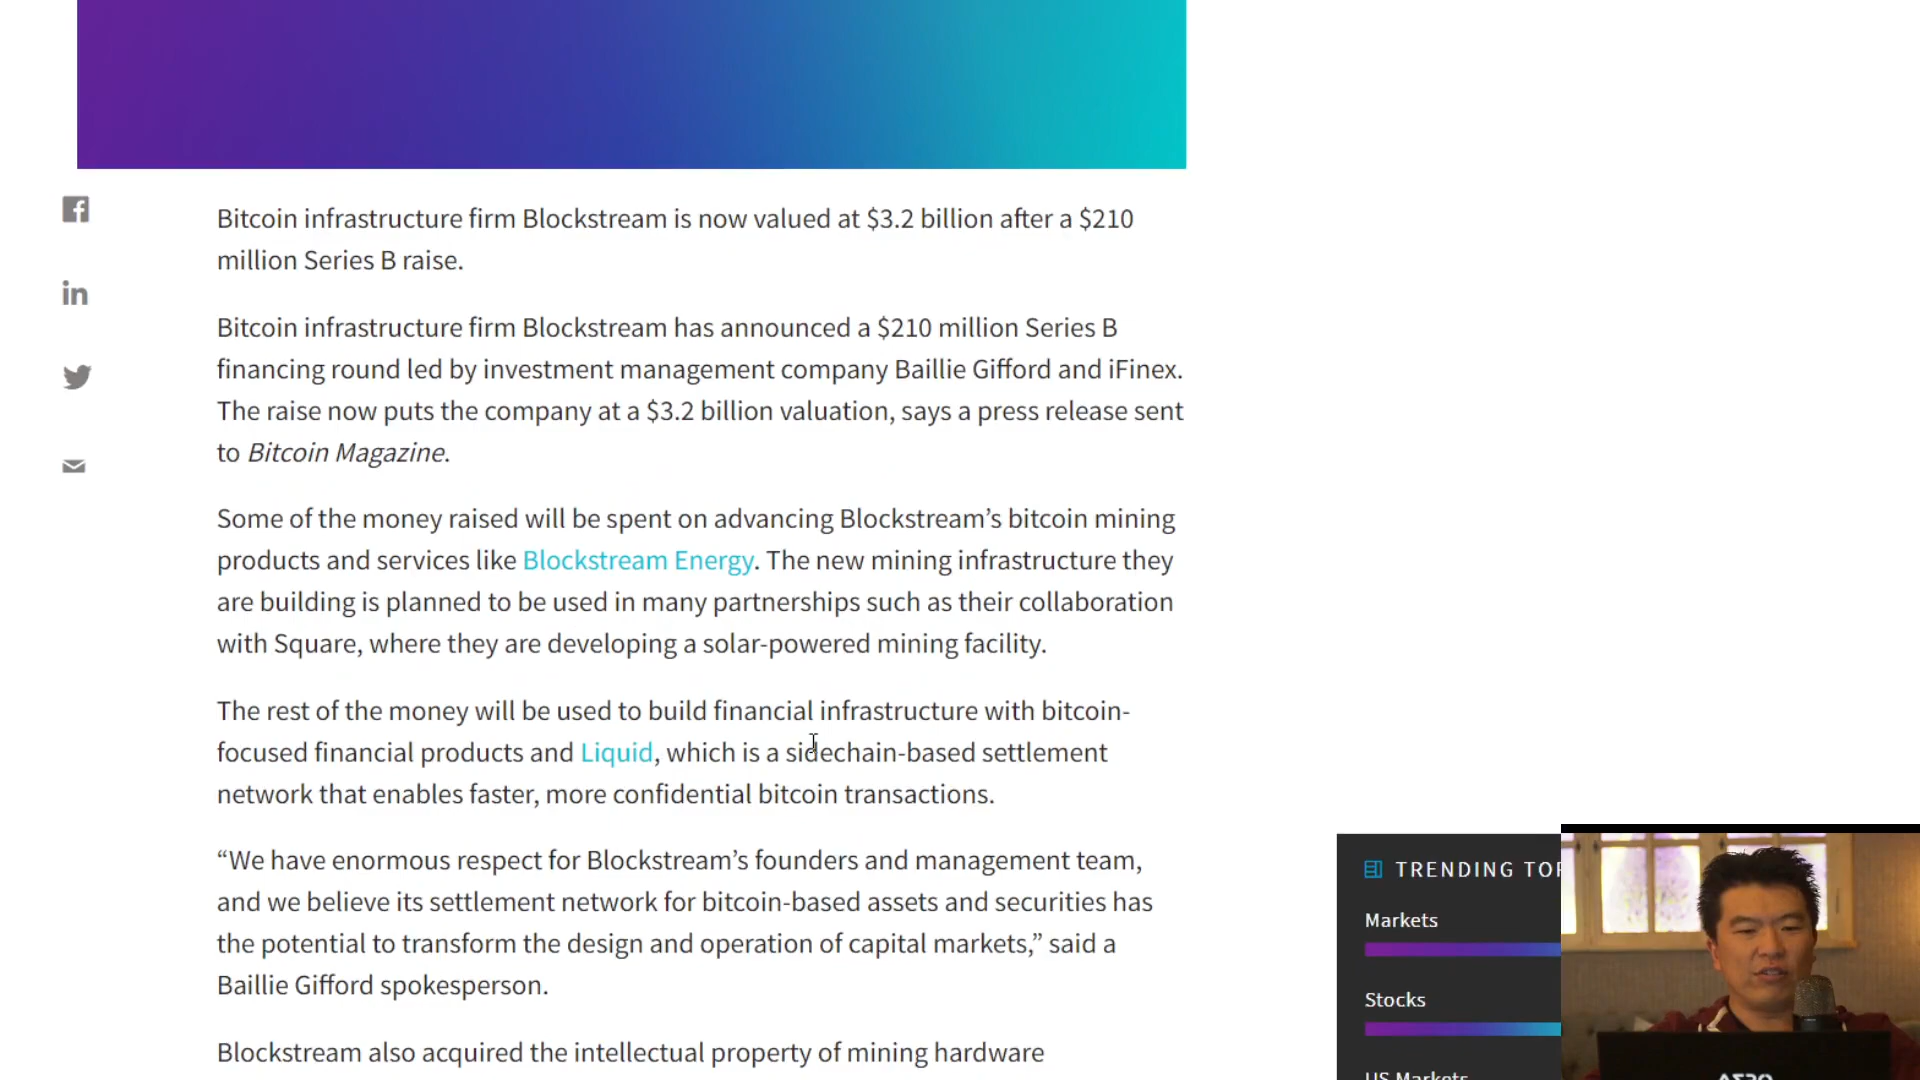 Bitcoin infrastructure firm Blockstream is now valued at $3.2 billion after a $210
million Series B raise.
Bitcoin infrastructure firm Blockstream has announced a $210 million Series B
financing round led by investment management company Baillie Gifford and iFinex.
The raise now puts the company at a $3.2 billion valuation, says a press release sent
to Bitcoin Magazine.
Some of the money raised will be spent on advancing Blockstream’s bitcoin mining
products and services like Blockstream Energy. The new mining infrastructure they
are building is planned to be used in many partnerships such as their collaboration
with Square, where they are developing a solar-powered mining facility.
The rest of the money will be used to build financial infrastructure with bitcoin-
focused financial products and Liquid, which is a sidechain-based settlement
network that enables faster, more confidential bitcoin transactions.
“We have enormous respect for Blockstream’s founders and management team,
and we believe its settlement network for bitcoin-based assets and securities has
the potential to transform the design and operation of capital markets,” said a
Baillie Gifford spokesperson.
Blockstream also acquired the intellectual property of mining hardware
TRENDING TO
Markets
Stocks
US Markets